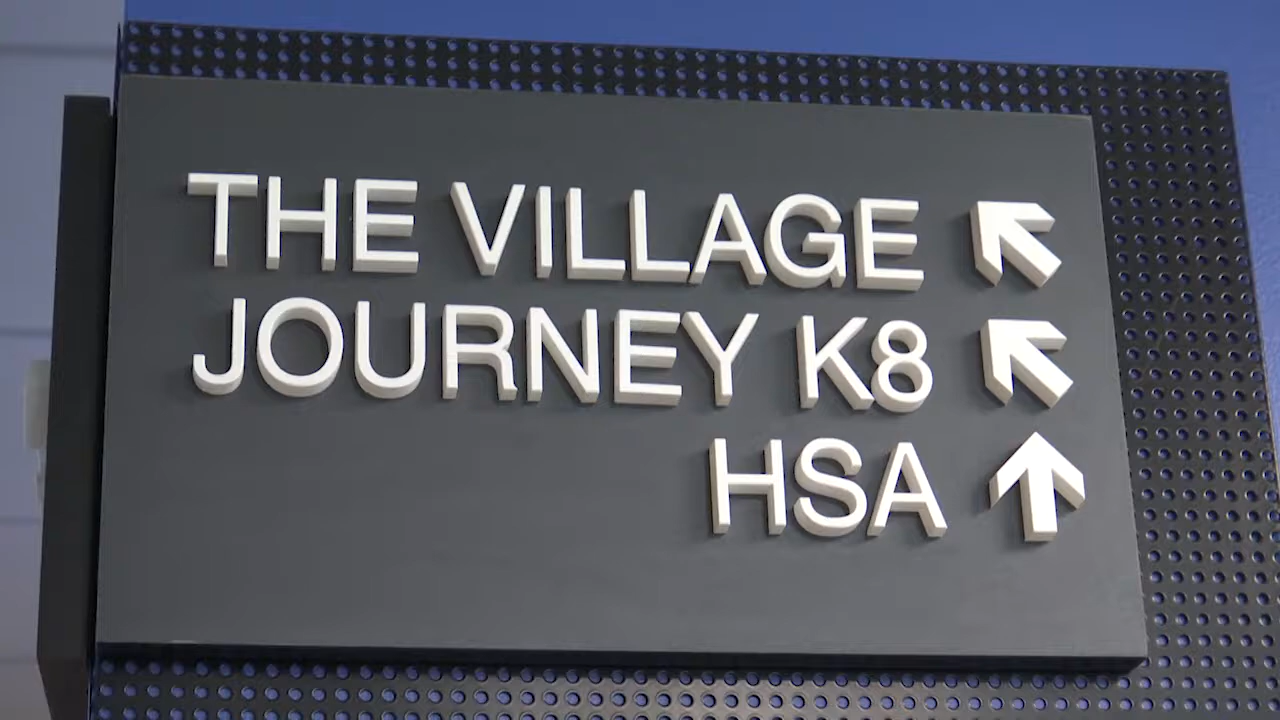 THE VILLAGE ↖
JOURNEY K8 ↖
HSA ↑